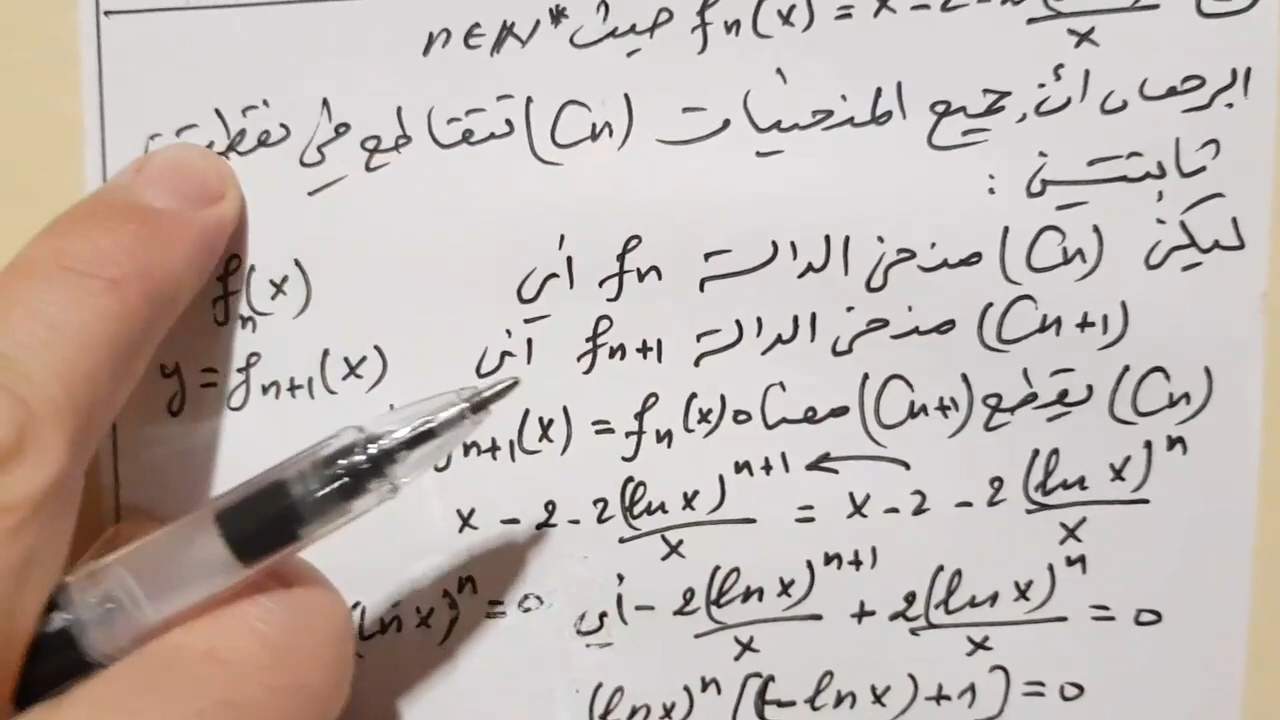 n∈ℕ* حيث fn(x) = x-2-2
x
البرهان أن جميع المنحنيات (Cn) تتقاطع في
ثابتتين :
ليكن (Cn) منحنى الدالة fn أي
fn(x)
(Cn+1) منحنى الدالة fn+1 أي
y = fn+1(x)
(Cn) يقطع (Cn+1) معناه n+1(x) = fn(x)
x - 2 - 2(ln x)^n+1/x = x - 2 - 2(ln x)^n/x
أي -2(ln x)^n+1/x + 2(ln x)^n/x = 0
(ln x)^n = 0
(ln x)^n [(-ln x)+1] = 0